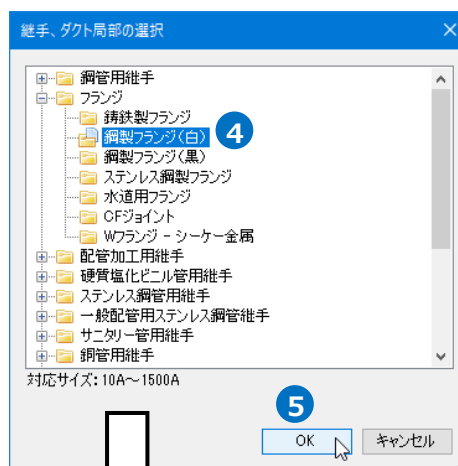 継手、ダクト局部の選択
鋼管用継手
フランジ
鋳鉄製フランジ
鋼製フランジ(白)
4
鋼製フランジ(黒)
ステンレス鋼製フランジ
水道用フランジ
CFジョイント
Wフランジ - シーケー金属
配管加工用継手
硬質塩化ビニル管用継手
ステンレス鋼管用継手
一般配管用ステンレス鋼管継手
サニタリー管用継手
銅管用継手
対応サイズ: 10A~1500A
5
OK
キャンセル